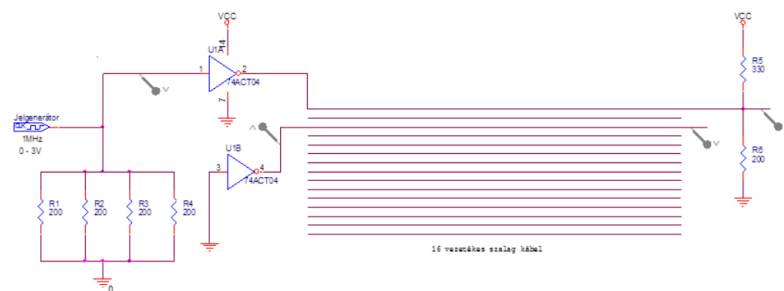 VCC
VCC
U1A
14
1
2
74ACT04
7
R5
330
Jelgenerátor
1MHz
0 - 3V
V
V
V
V
U1B
3
4
74ACT04
R6
200
R1
200
R2
200
R3
200
R4
200
16 vezetékes szalag kábel
0